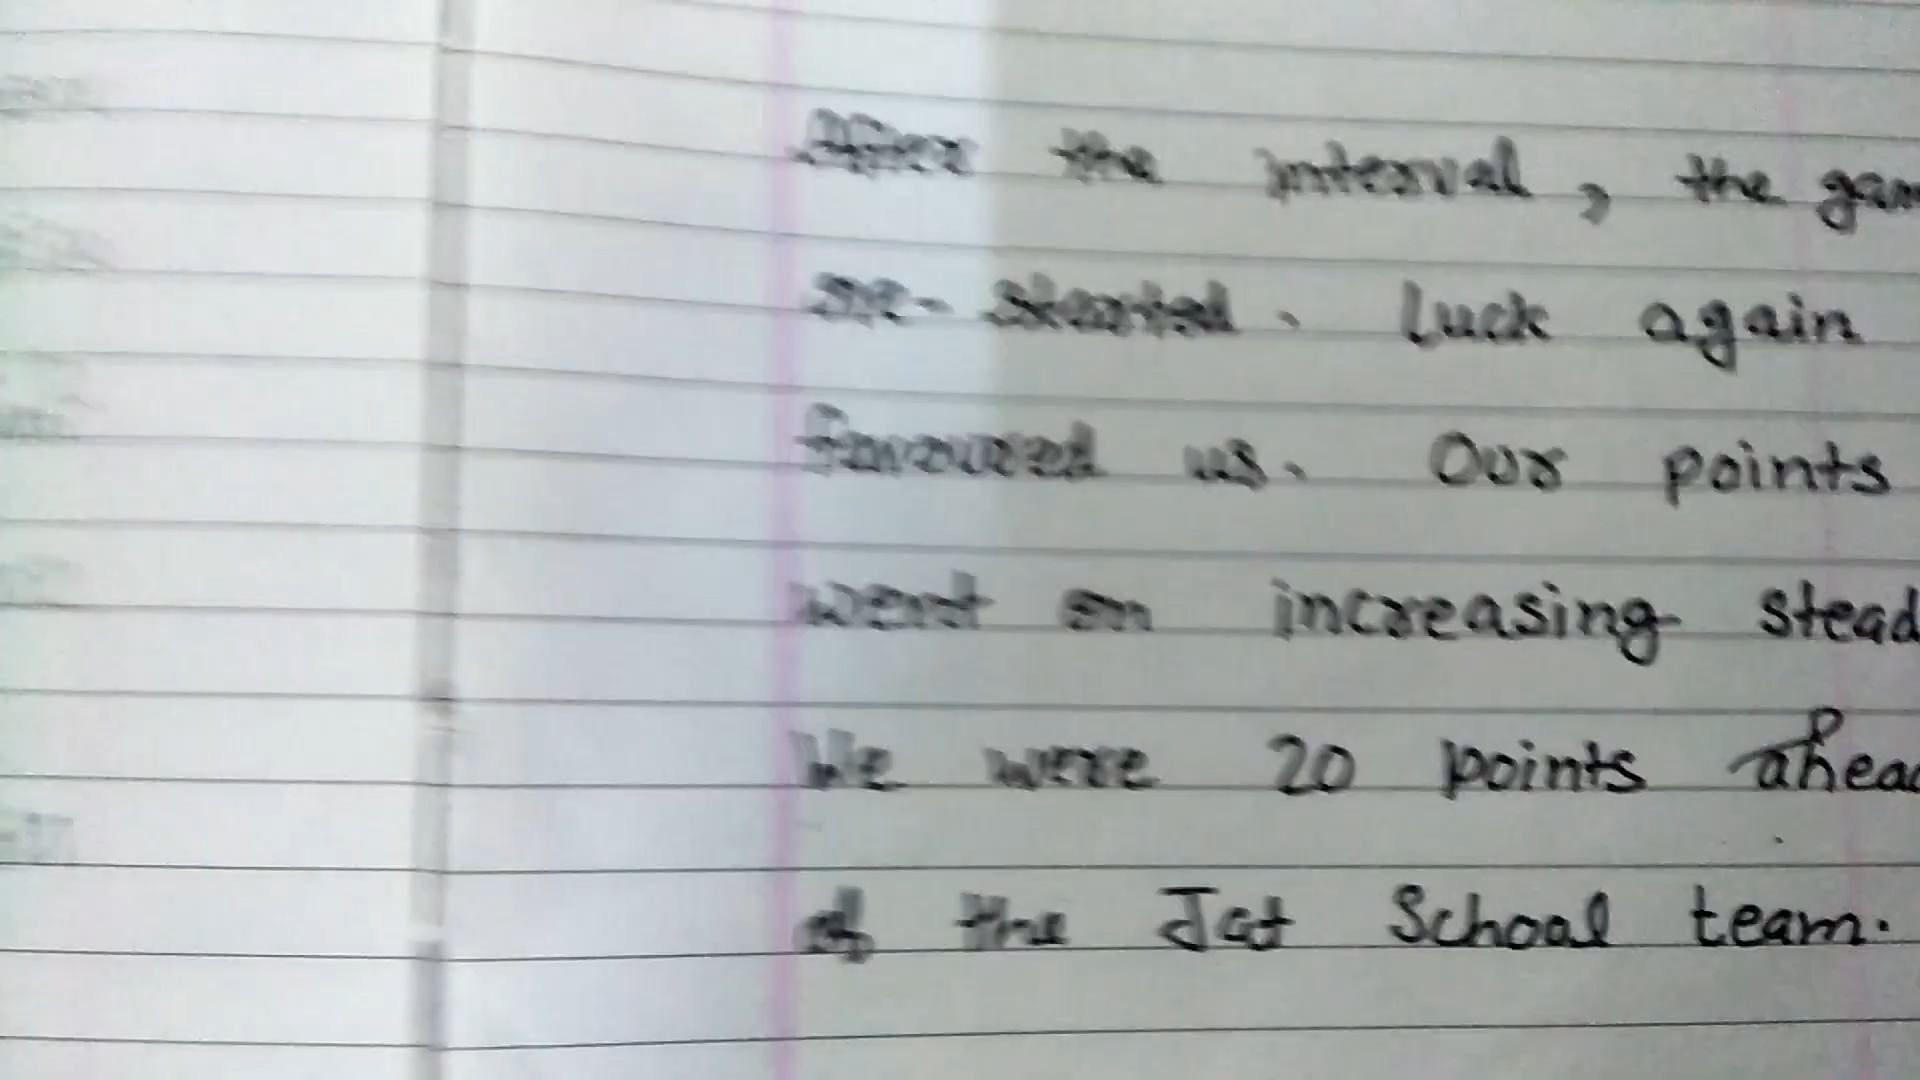 After the interval, the gam
re-started. Luck again
favoured us. Our points
went on increasing stead
We were 20 points ahead
of the Jat School team.